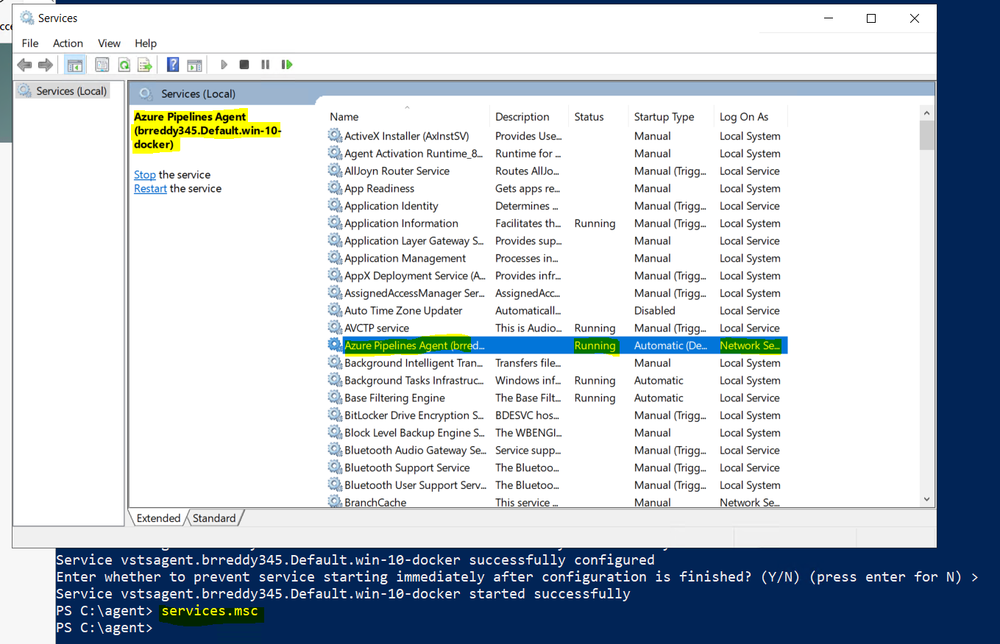 cce
Services
File Action View Help
Services (Local)
Services (Local)
Azure Pipelines Agent
(brreddy345.Default.win-10-
docker)
Stop the service
Restart the service
Name Description Status Startup Type Log On As
ActiveX Installer (AxInstSV) Provides Use... Manual Local System
Agent Activation Runtime_8... Runtime for ... Manual Local System
AllJoyn Router Service Routes AllJo... Manual (Trigg... Local Service
App Readiness Gets apps re... Manual Local System
Application Identity Determines ... Manual (Trigg... Local Service
Application Information Facilitates th... Running Manual (Trigg... Local System
Application Layer Gateway S... Provides sup... Manual Local Service
Application Management Processes in... Manual Local System
AppX Deployment Service (A... Provides infr... Manual (Trigg... Local System
AssignedAccessManager Ser... AssignedAcc... Manual (Trigg... Local System
Auto Time Zone Updater Automaticall... Disabled Local Service
AVCTP service This is Audio... Running Manual (Trigg... Local Service
Azure Pipelines Agent (brred... Running Automatic (De... Network Se...
Background Intelligent Tran... Transfers file... Manual Local System
Background Tasks Infrastruc... Windows inf... Running Automatic Local System
Base Filtering Engine The Base Filt... Running Automatic Local Service
BitLocker Drive Encryption S... BDESVC hos... Manual (Trigg... Local System
Block Level Backup Engine S... The WBENGI... Manual Local System
Bluetooth Audio Gateway Se... Service supp... Manual (Trigg... Local Service
Bluetooth Support Service The Bluetoo... Manual (Trigg... Local Service
Bluetooth User Support Serv... The Bluetoo... Manual (Trigg... Local System
BranchCache This service ... Manual Network Se...
Extended Standard
Service vstsagent.brreddy345.Default.win-10-docker successfully configured
Enter whether to prevent service starting immediately after configuration is finished? (Y/N) (press enter for N) >
Service vstsagent.brreddy345.Default.win-10-docker started successfully
PS C:\agent> services.msc
PS C:\agent>